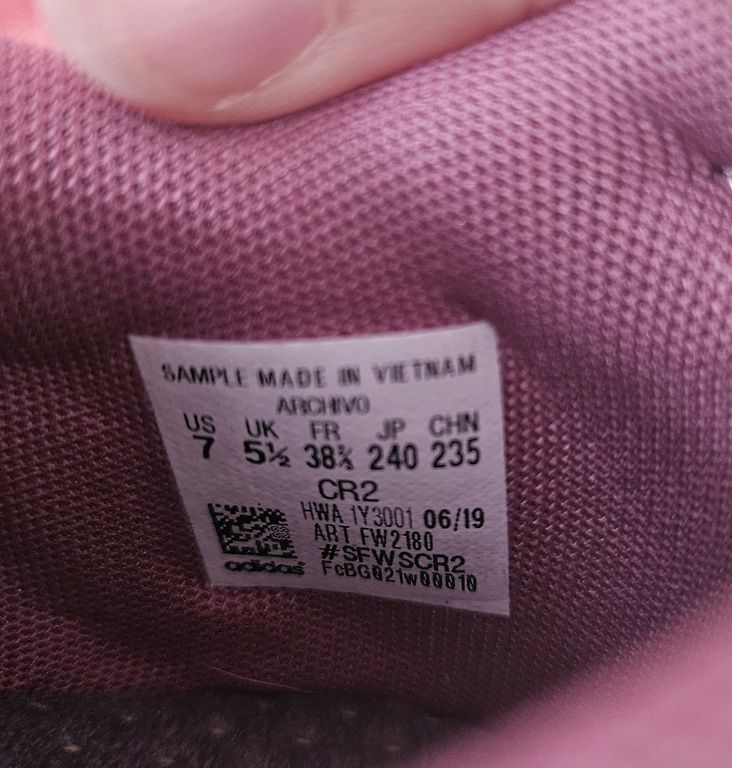 SAMPLE MADE IN VIETNAM
ARCHIVO
US UK FR JP CHN
7 5½ 38⅔ 240 235
CR2
HWA 1Y3001 06/19
ART FW2180
#SFWSCR2
adidas FcBG021w00010